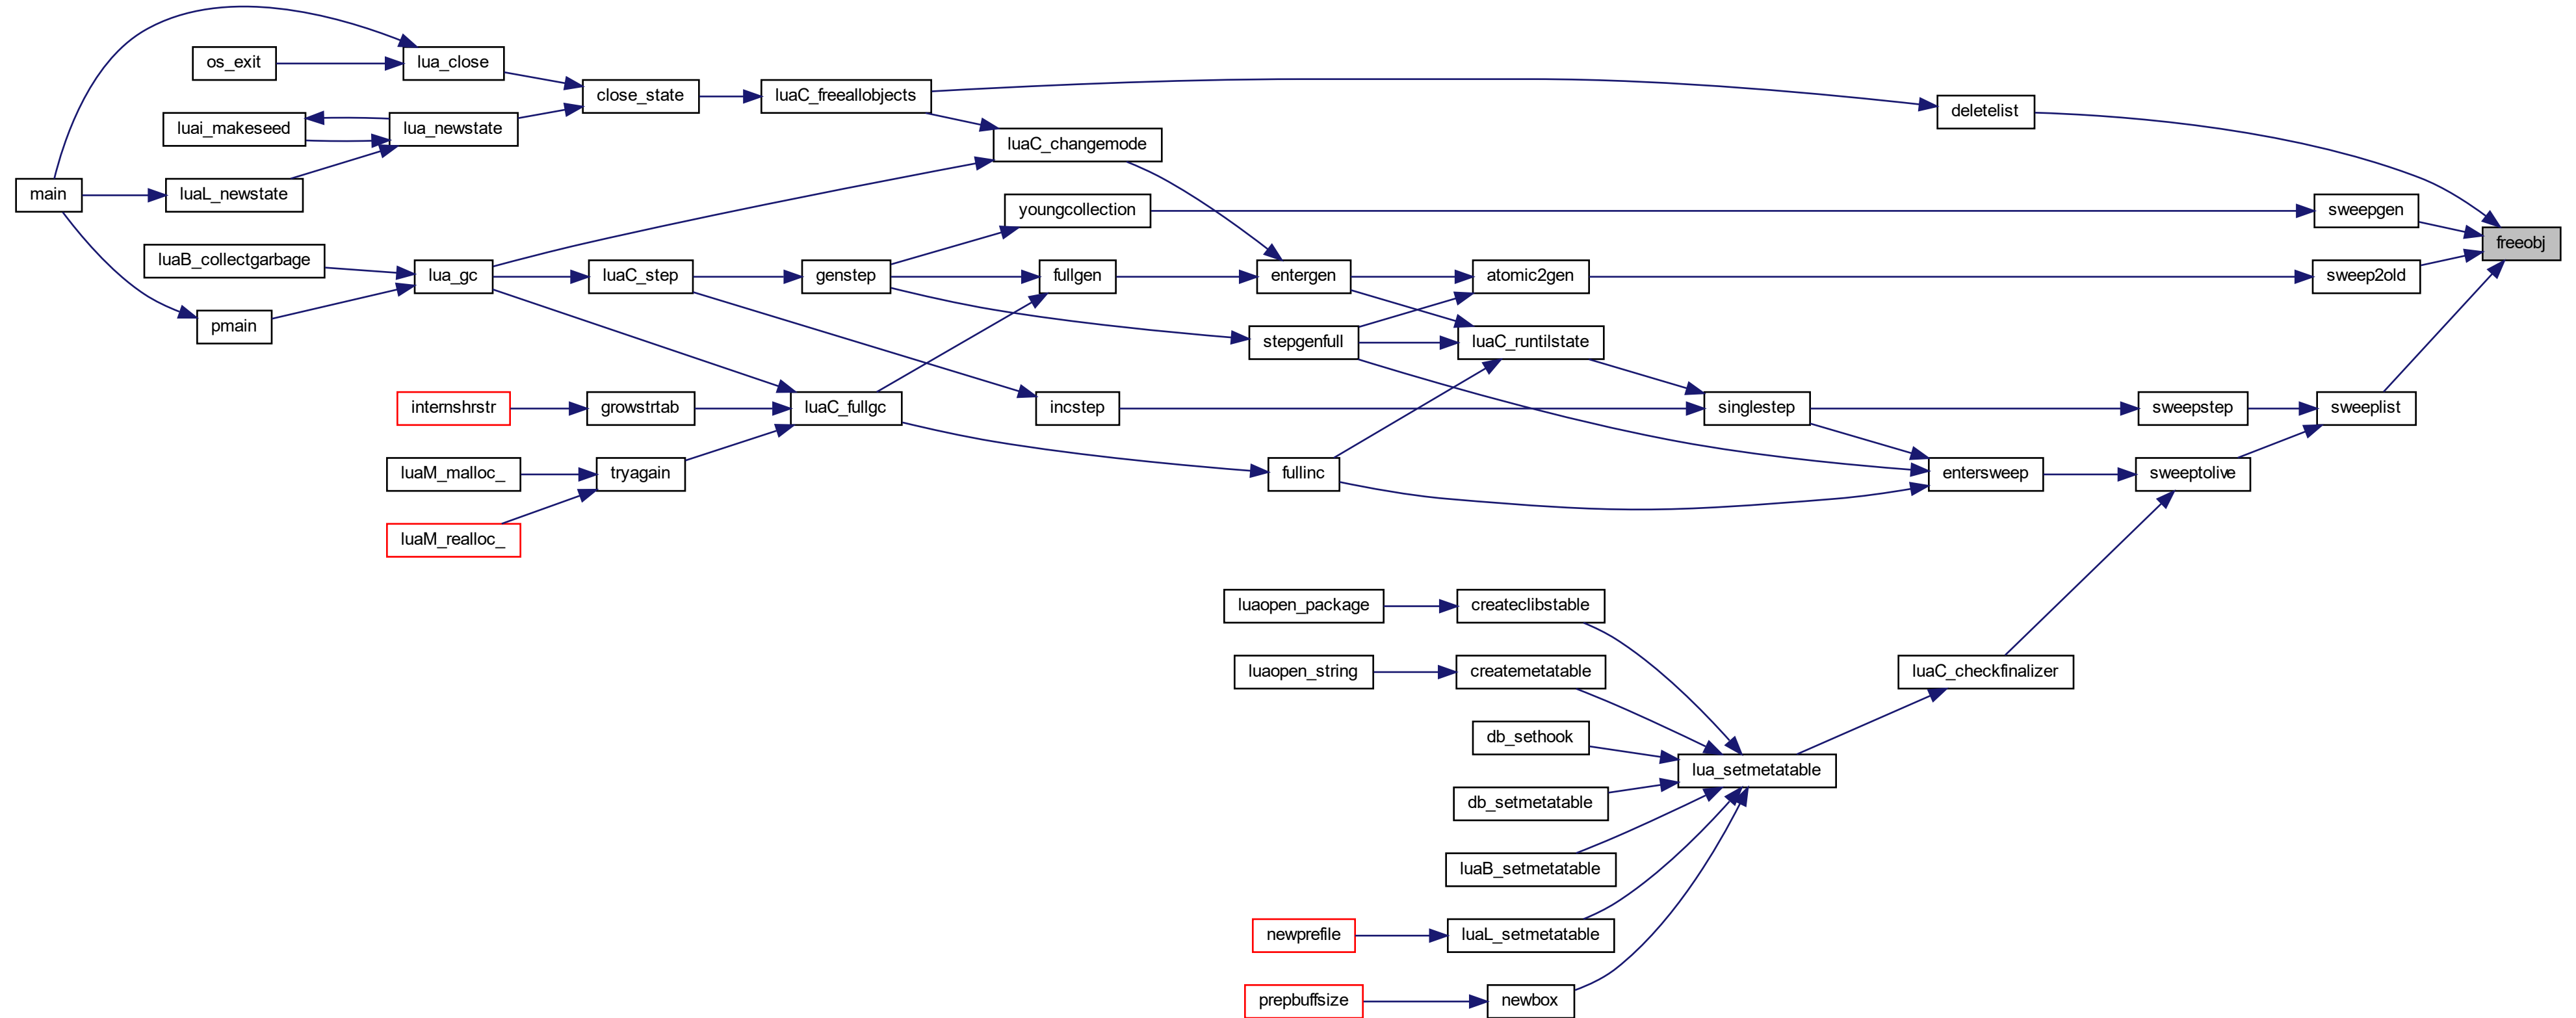 main
os_exit
luai_makeseed
luaL_newstate
luaB_collectgarbage
pmain
lua_close
lua_newstate
lua_gc
internshrstr
luaM_malloc_
luaM_realloc_
close_state
luaC_step
growstrtab
tryagain
luaC_freeallobjects
genstep
luaC_fullgc
luaC_changemode
youngcollection
fullgen
incstep
entergen
stepgenfull
fullinc
luaopen_package
luaopen_string
newprefile
prepbuffsize
atomic2gen
luaC_runtilstate
createclibstable
createmetatable
db_sethook
db_setmetatable
luaB_setmetatable
luaL_setmetatable
newbox
singlestep
lua_setmetatable
deletelist
entersweep
luaC_checkfinalizer
sweepstep
sweeptolive
sweepgen
sweep2old
sweeplist
freeobj